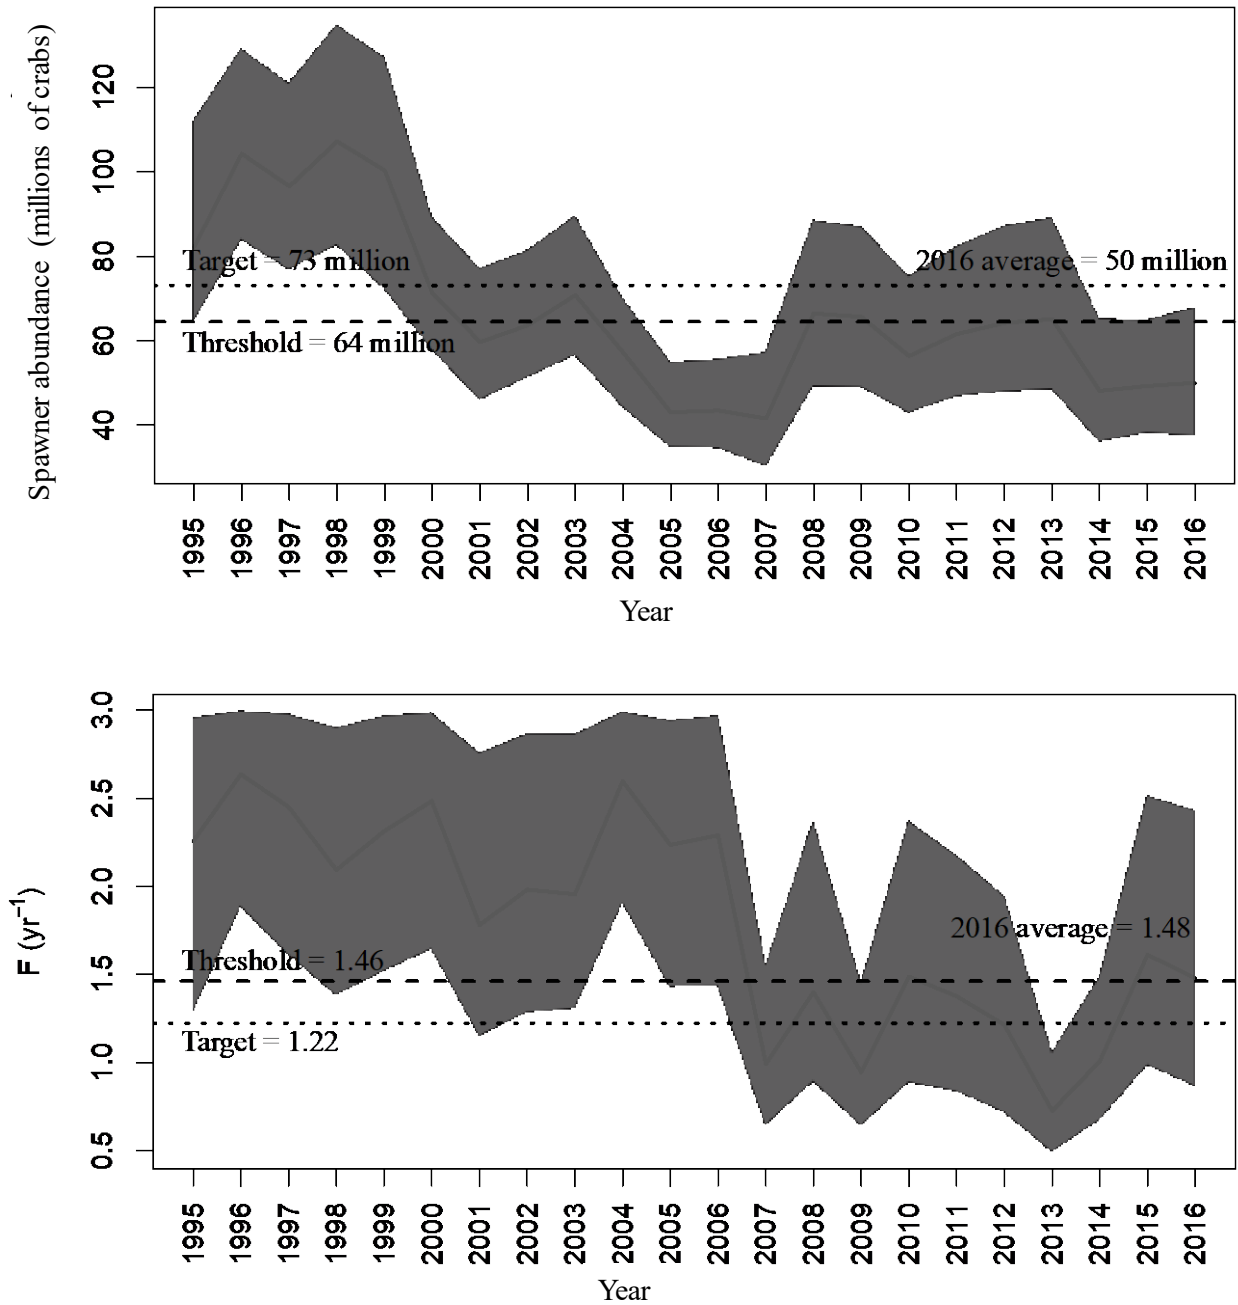 Spawner abundance (millions of crabs)
120
100
80
60
40
Target = 73 million
2016 average = 50 million
Threshold = 64 million
1995 1996 1997 1998 1999 2000 2001 2002 2003 2004 2005 2006 2007 2008 2009 2010 2011 2012 2013 2014 2015 2016
Year
F (yr⁻¹)
3.0
2.5
2.0
1.5
1.0
0.5
2016 average = 1.48
Threshold = 1.46
Target = 1.22
1995 1996 1997 1998 1999 2000 2001 2002 2003 2004 2005 2006 2007 2008 2009 2010 2011 2012 2013 2014 2015 2016
Year